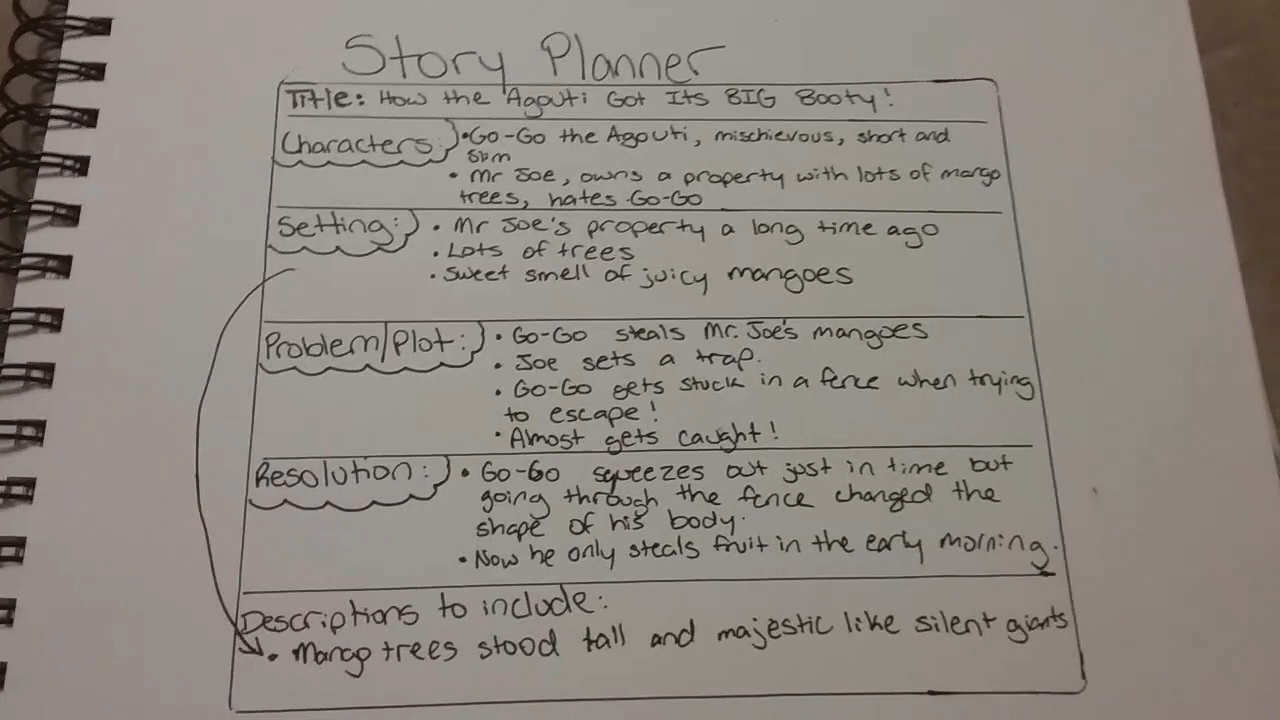 Story Planner
Title: How the Agouti Got Its BIG Booty!
Characters: • Go-Go the Agouti, mischievous, short and
slim
• Mr Joe, owns a property with lots of mango
trees, hates Go-Go
Setting: • Mr Joe's property a long time ago
• Lots of trees
• Sweet smell of juicy mangoes
Problem/Plot: • Go-Go steals Mr. Joe's mangoes
• Joe sets a trap.
• Go-Go gets stuck in a fence when trying
to escape!
• Almost gets caught!
Resolution: • Go-Go squeezes out just in time but
going through the fence changed the
shape of his body.
• Now he only steals fruit in the early morning.
Descriptions to include:
• Mango trees stood tall and majestic like silent giants